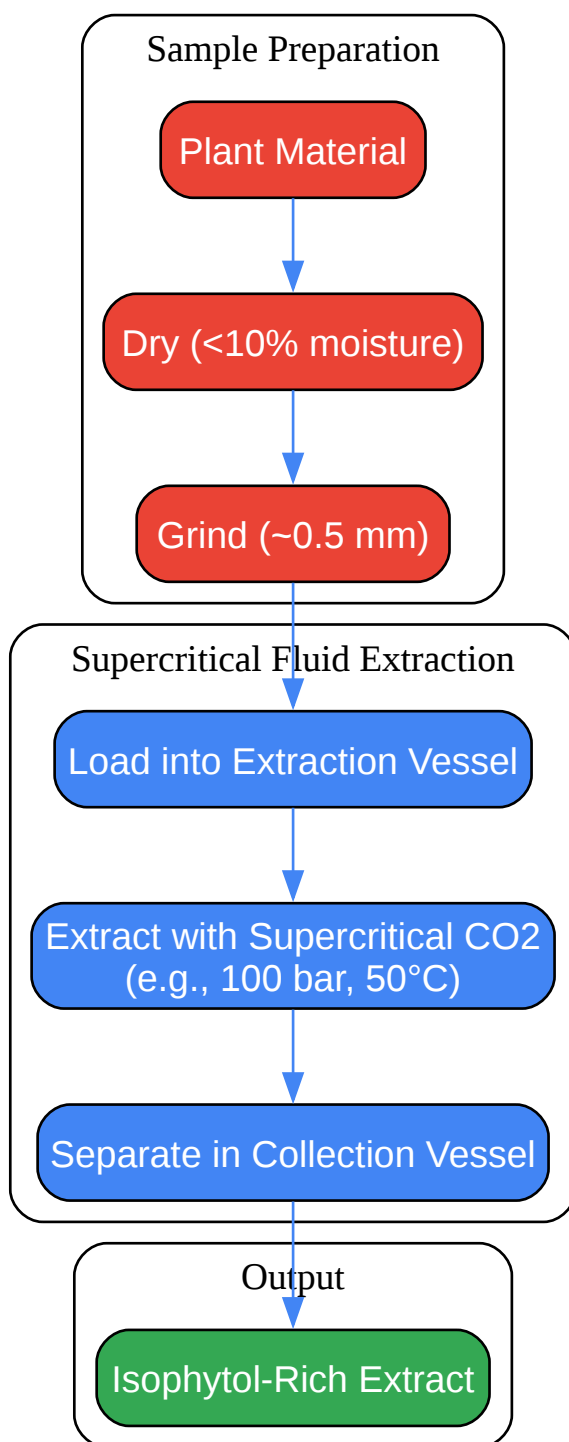 Sample Preparation
Plant Material
Dry (<10% moisture)
Grind (~0.5 mm)
Supercritical Fluid Extraction
Load into Extraction Vessel
Extract with Supercritical CO2
(e.g., 100 bar, 50°C)
Separate in Collection Vessel
Output
Isophytol-Rich Extract